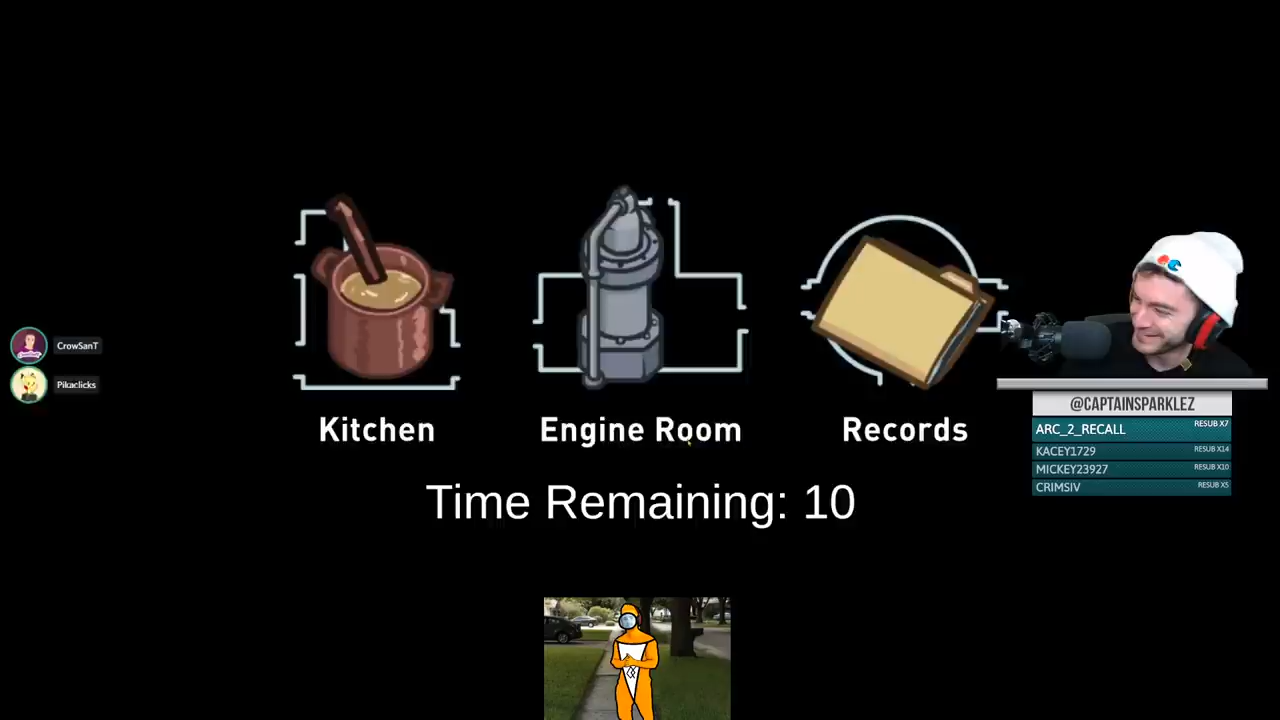 CrowSanT
Pikaclicks
Kitchen
Engine Room
Records
Time Remaining: 10
@CAPTAINSPARKLEZ
ARC_2_RECALL RESUB X7
KACEY1729 RESUB X14
MICKEY23927 RESUB X10
CRIMSIV RESUB X5